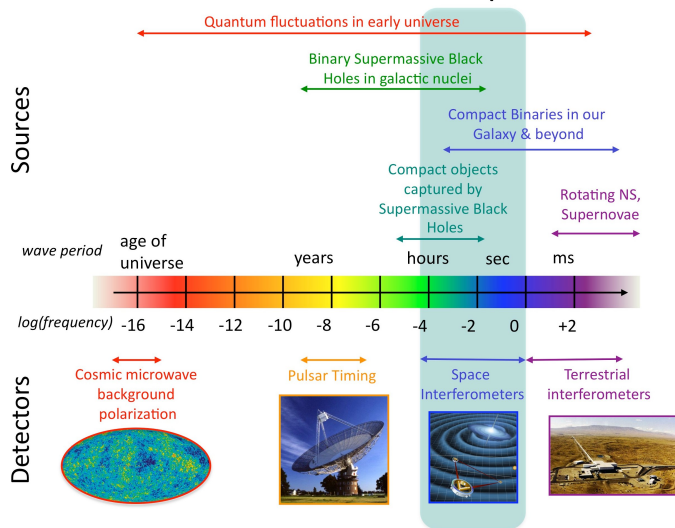 Quantum fluctuations in early universe
Binary Supermassive Black
Holes in galactic nuclei
Compact Binaries in our
Galaxy & beyond
Compact objects
captured by
Supermassive Black
Holes
Rotating NS,
Supernovae
Sources
wave period
age of
universe
years
hours
sec
ms
log(frequency)
-16 -14 -12 -10 -8 -6 -4 -2 0 +2
Detectors
Cosmic microwave
background
polarization
Pulsar Timing
Space
Interferometers
Terrestrial
interferometers